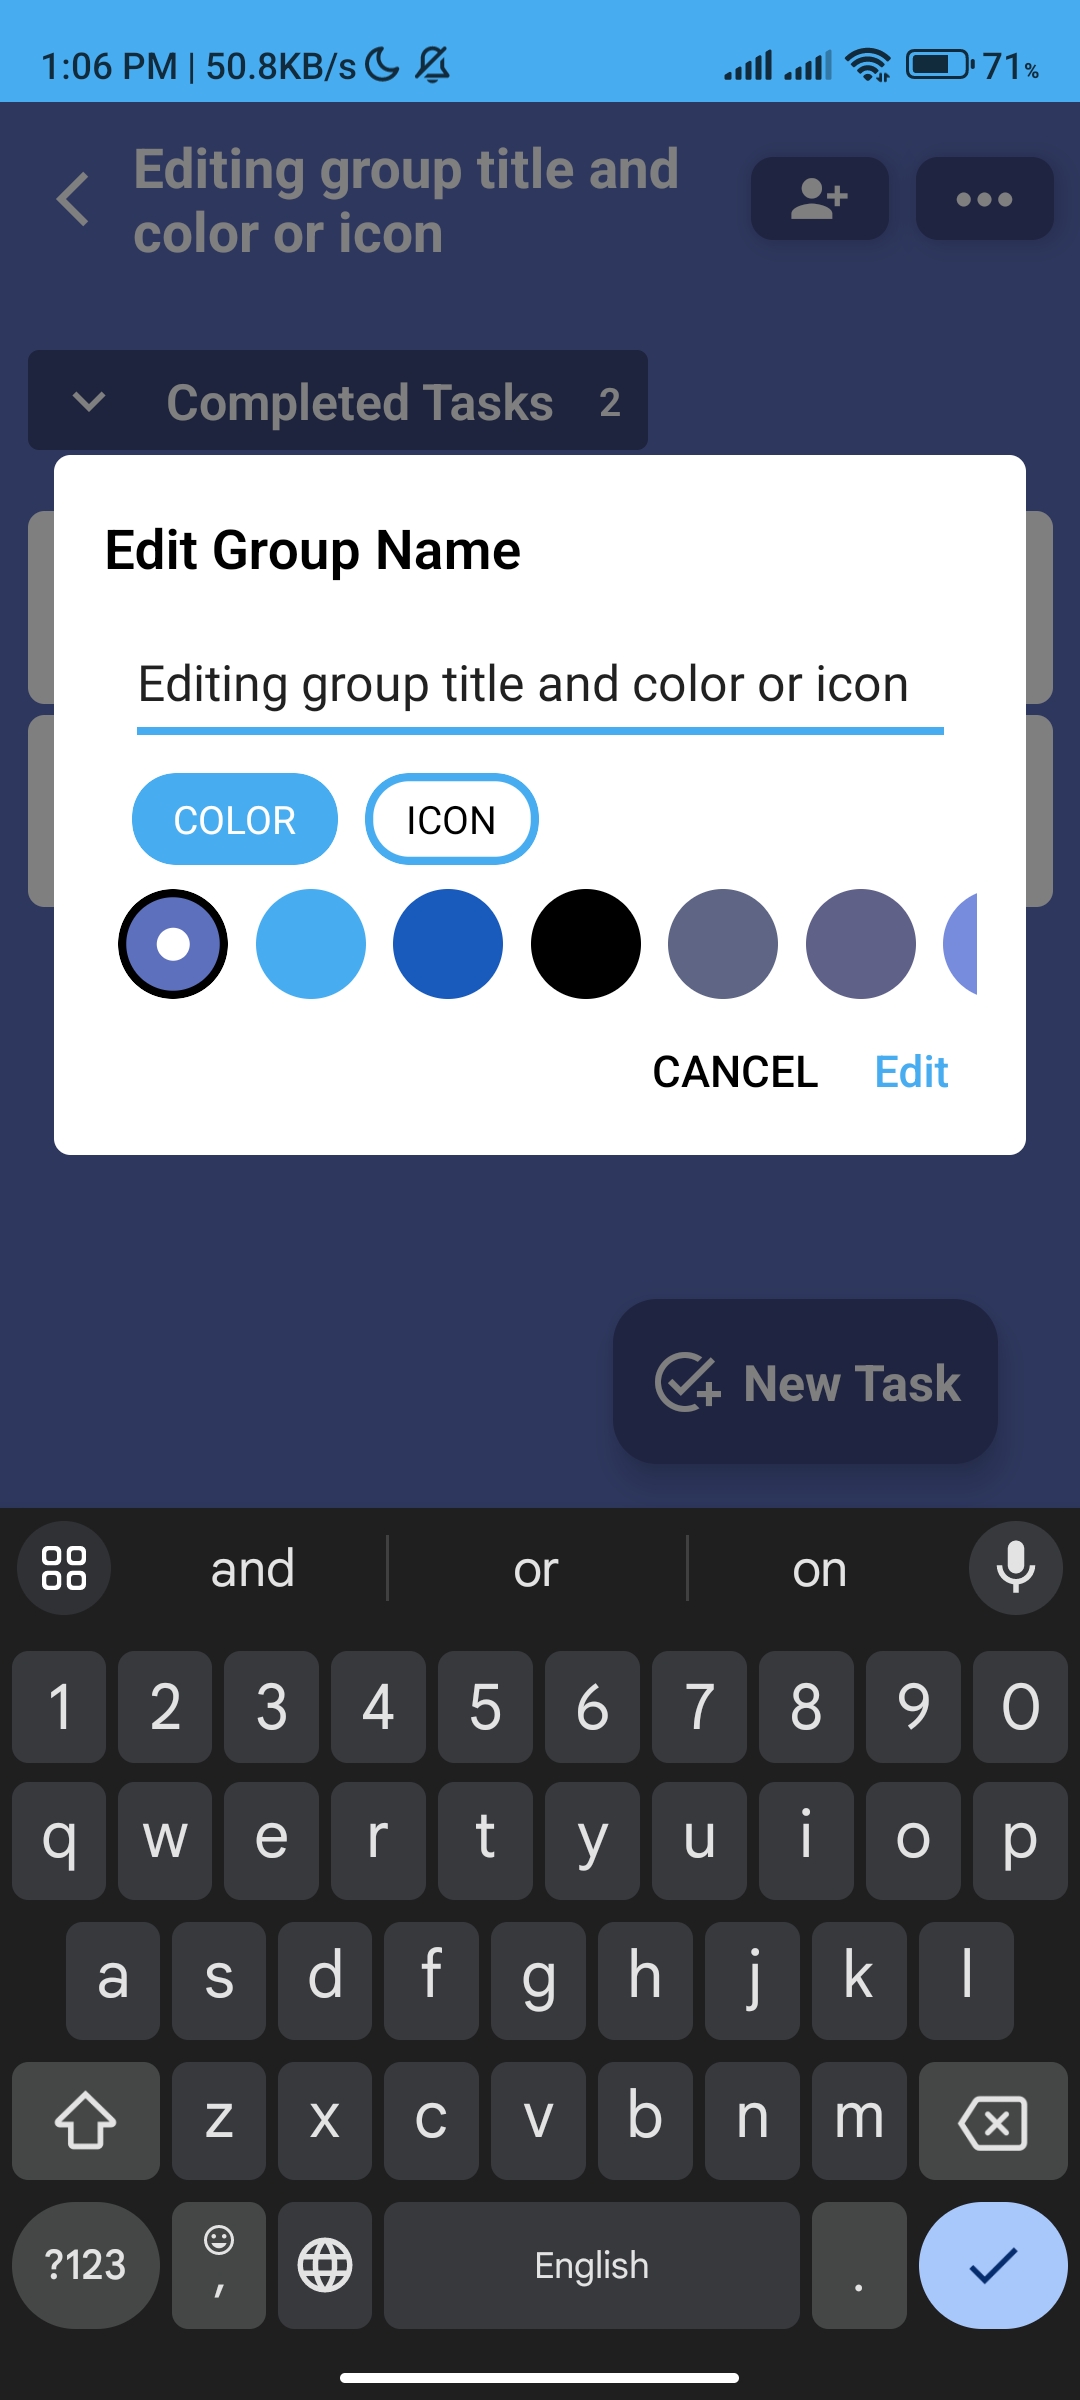 1:06 PM | 50.8KB/s 71%
Editing group title and
color or icon
Completed Tasks 2
Edit Group Name
Editing group title and color or icon
COLOR ICON
CANCEL Edit
New Task
and or on
1 2 3 4 5 6 7 8 9 0
q w e r t y u i o p
a s d f g h j k l
z x c v b n m
?123 , English .